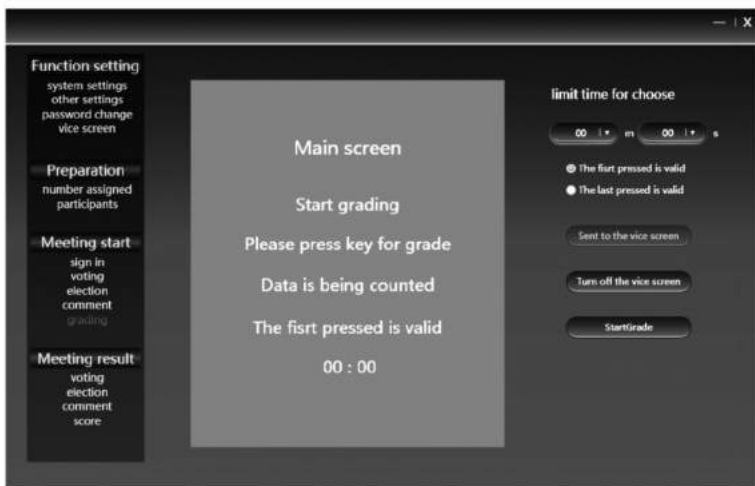 — | X
Function setting
system settings
other settings
password change
vice screen
Preparation
number assigned
participants
Meeting start
sign in
voting
election
comment
grading
Meeting result
voting
election
comment
score
Main screen
Start grading
Please press key for grade
Data is being counted
The fisrt pressed is valid
00 : 00
limit time for choose
00 m 00 s
The fisrt pressed is valid
The last pressed is valid
Sent to the vice screen
Turn off the vice screen
StartGrade